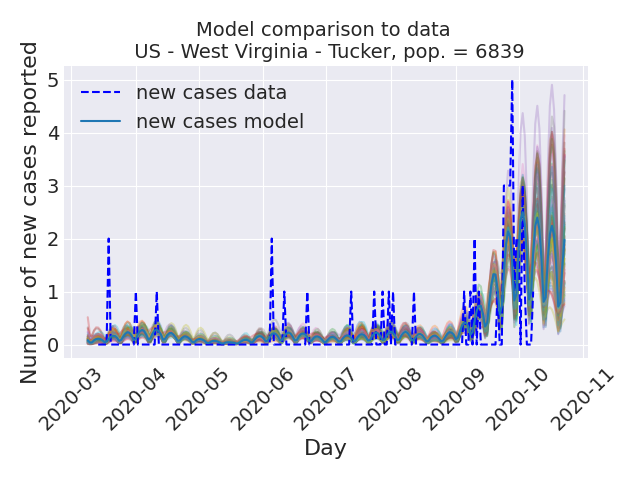 Model comparison to data
US - West Virginia - Tucker, pop. = 6839
new cases data
new cases model
Number of new cases reported
5
4
3
2
1
0
2020-03
2020-04
2020-05
2020-06
2020-07
2020-08
2020-09
2020-10
2020-11
Day